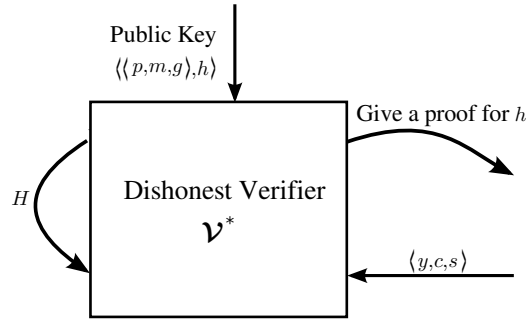 Public Key
⟨⟨p,m,g⟩,h⟩
Give a proof for h
H
Dishonest Verifier
𝒱*
⟨y,c,s⟩